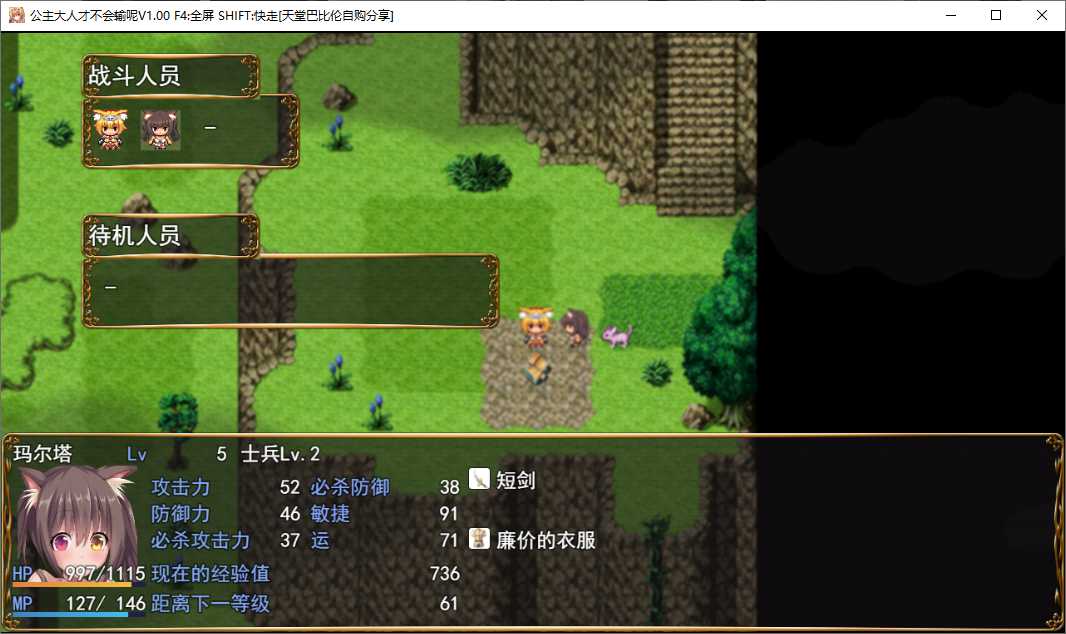 公主大人才不会输呢V1.00 F4:全屏 SHIFT:快走[天堂巴比伦自购分享]
战斗人员
待机人员
玛尔塔 Lv 5 士兵Lv.2
攻击力 52 必杀防御 38 短剑
防御力 46 敏捷 91
必杀攻击力 37 运 71 廉价的衣服
HP 997/1115 现在的经验值 736
MP 127/ 146 距离下一等级 61